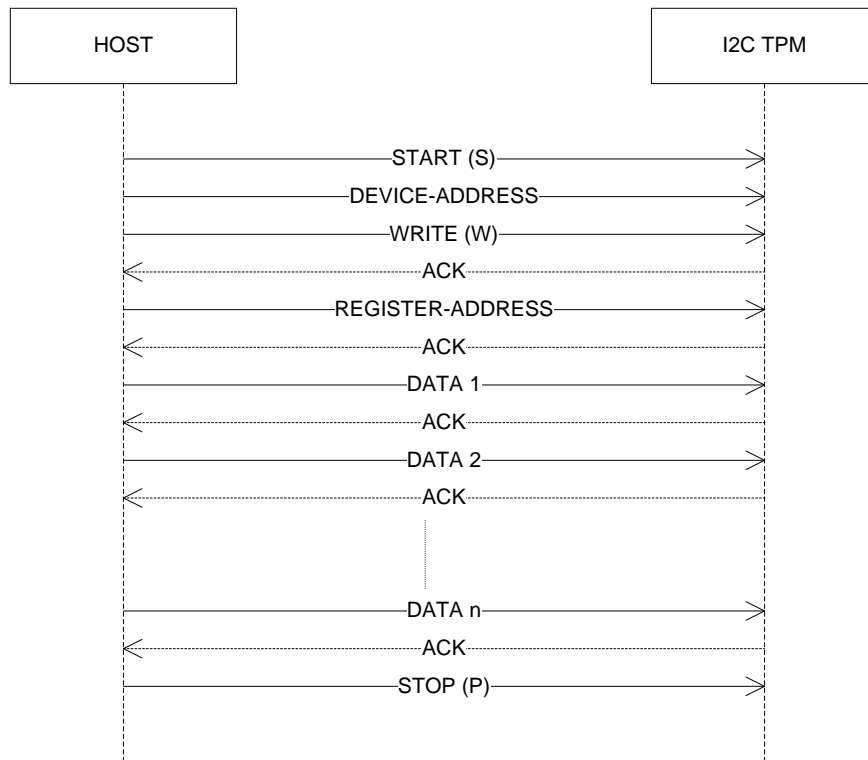 HOST
I2C TPM
START (S)
DEVICE-ADDRESS
WRITE (W)
ACK
REGISTER-ADDRESS
ACK
DATA 1
ACK
DATA 2
ACK
DATA n
ACK
STOP (P)